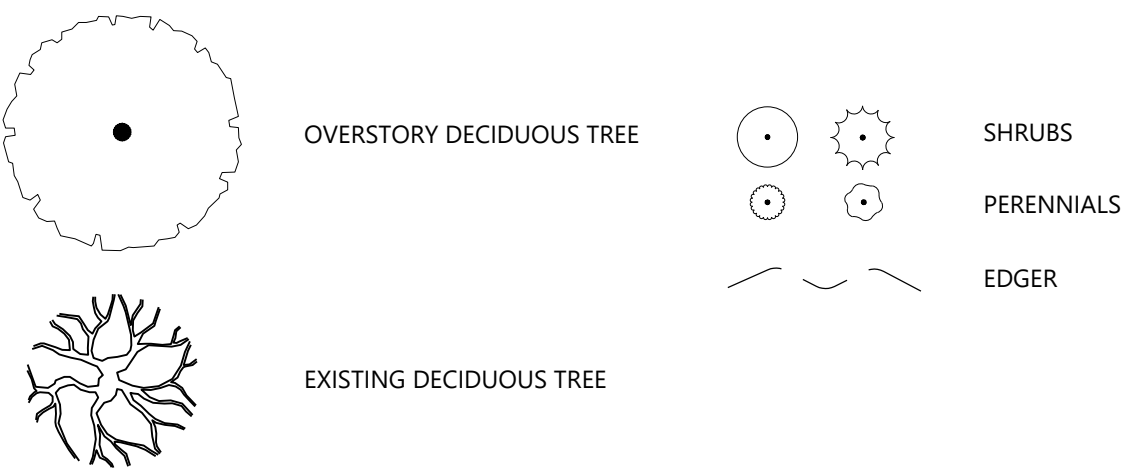 OVERSTORY DECIDUOUS TREE
EXISTING DECIDUOUS TREE
SHRUBS
PERENNIALS
EDGER